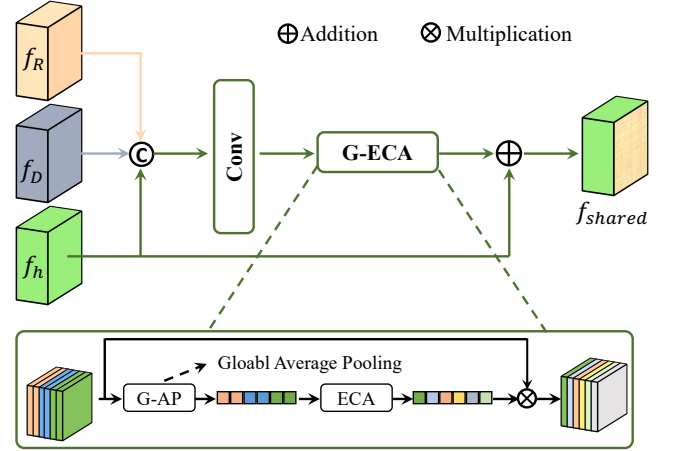 f_R
Addition
Multiplication
f_D
C
Conv
G-ECA
f_shared
f_h
Gloabl Average Pooling
G-AP
ECA